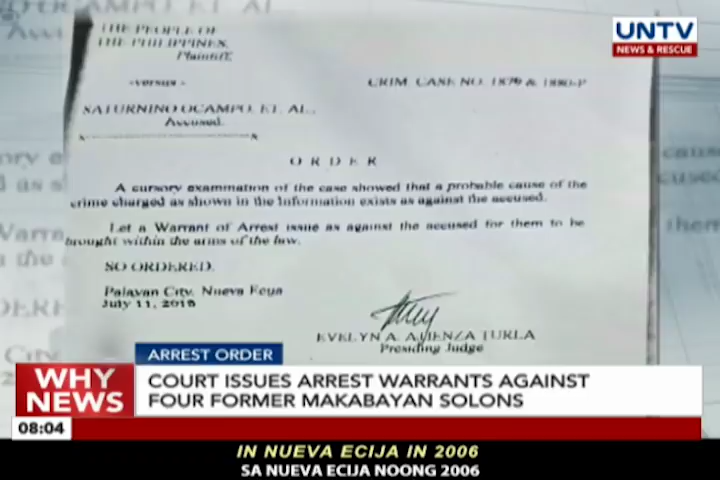 THE PEOPLE OF
THE PHILIPPINES,
Plaintiff,
-versus-
CRIM. CASE NO. 1879 & 1880-P
SATURNINO OCAMPO, ET. AL.,
Accused.
x-----------------------------x
O R D E R
A cursory examination of the case showed that a probable cause of the
crime charged as shown in the Information exists as against the accused.
Let a Warrant of Arrest issue as against the accused for them to be
brought within the arms of the law.
SO ORDERED.
Palayan City, Nueva Ecija
July 11, 2018
EVELYN A. ATIENZA TURLA
Presiding Judge
UNTV
NEWS & RESCUE
ARREST ORDER
WHY
NEWS
COURT ISSUES ARREST WARRANTS AGAINST
FOUR FORMER MAKABAYAN SOLONS
08:04
IN NUEVA ECIJA IN 2006
SA NUEVA ECIJA NOONG 2006